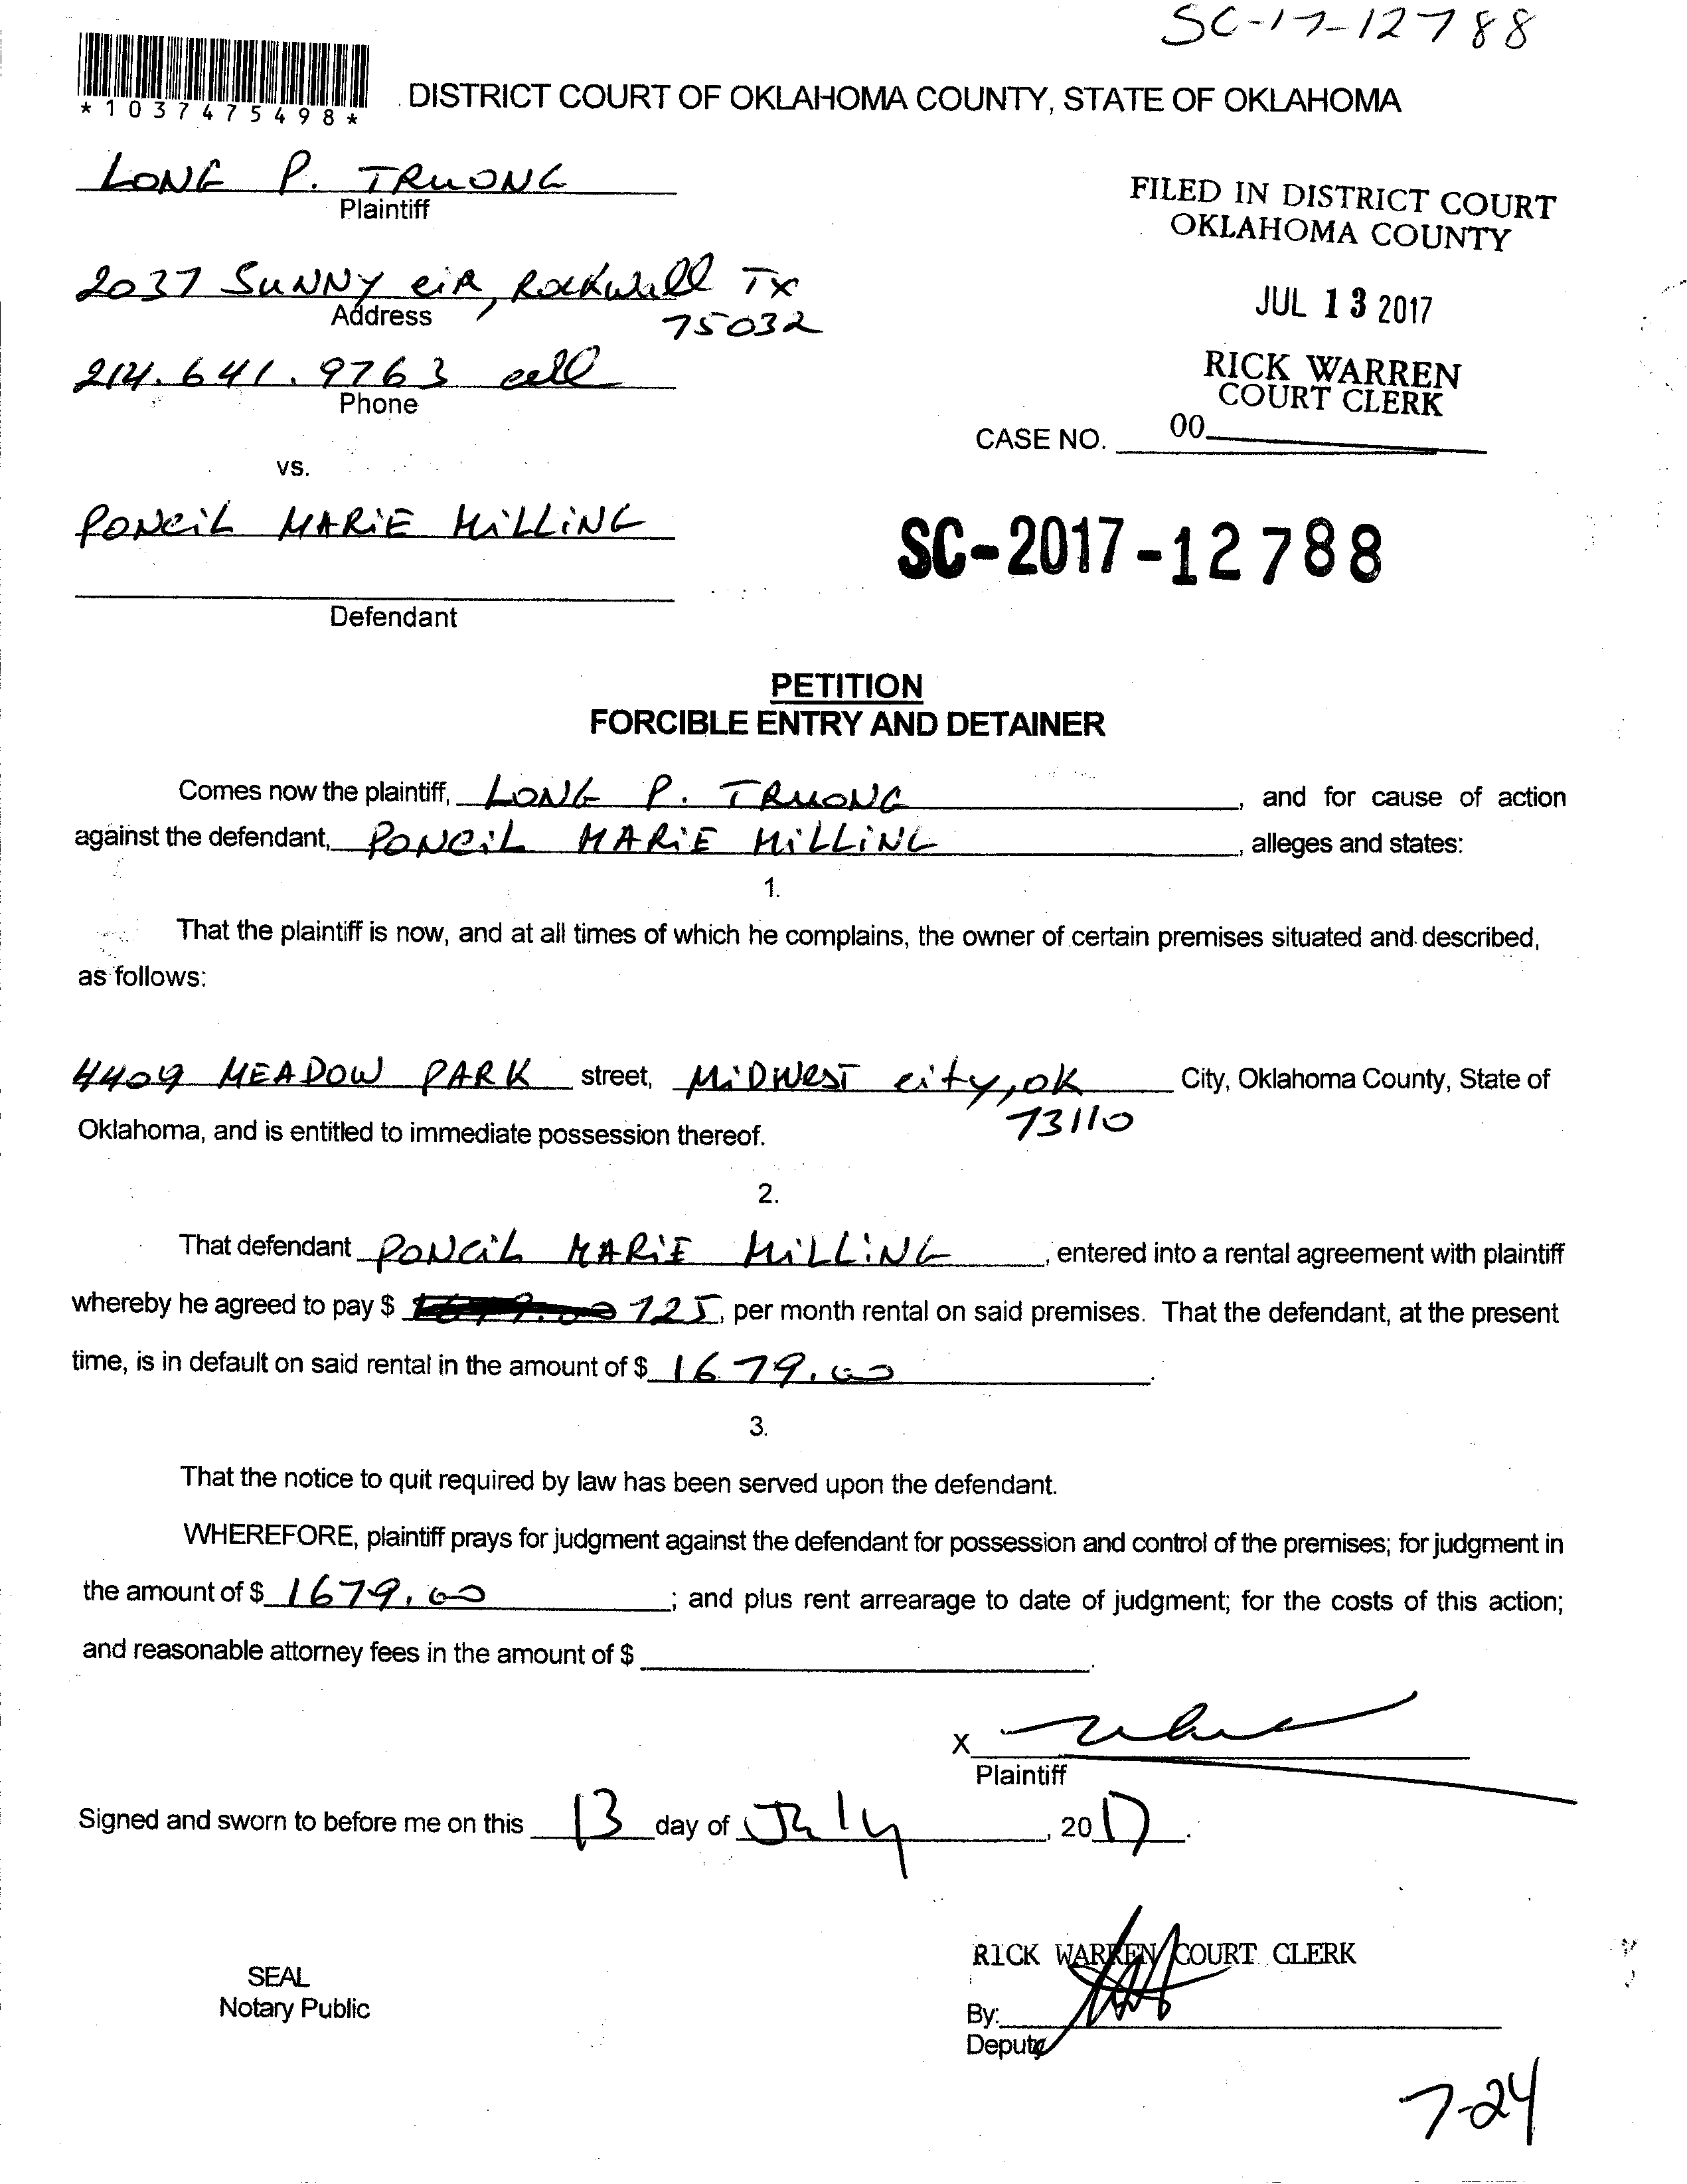 SC-17-12788
*1037475498*
DISTRICT COURT OF OKLAHOMA COUNTY, STATE OF OKLAHOMA
LONG P. TRUONG
Plaintiff
FILED IN DISTRICT COURT
OKLAHOMA COUNTY
2037 SUNNY CIR, Rockwall TX
75032
Address
JUL 13 2017
214.641.9763 cell
Phone
RICK WARREN
COURT CLERK
CASE NO. 00
vs.
PONCIL MARIE MILLING
SC-2017-12788
Defendant
PETITION
FORCIBLE ENTRY AND DETAINER
Comes now the plaintiff, LONG P. TRUONG, and for cause of action
against the defendant, PONCIL MARIE MILLING, alleges and states:
1.
That the plaintiff is now, and at all times of which he complains, the owner of certain premises situated and described,
as follows:
4409 MEADOW PARK street, MIDWEST city, OK City, Oklahoma County, State of
73110
Oklahoma, and is entitled to immediate possession thereof.
2.
That defendant PONCIL MARIE MILLING, entered into a rental agreement with plaintiff
whereby he agreed to pay $ 725, per month rental on said premises. That the defendant, at the present
time, is in default on said rental in the amount of $ 1679.00.
3.
That the notice to quit required by law has been served upon the defendant.
WHEREFORE, plaintiff prays for judgment against the defendant for possession and control of the premises; for judgment in
the amount of $ 1679.00; and plus rent arrearage to date of judgment; for the costs of this action;
and reasonable attorney fees in the amount of $ .
X
Plaintiff
Signed and sworn to before me on this 13 day of July, 2017.
RICK WARREN COURT CLERK
SEAL
Notary Public
By:
Deputy
7-24